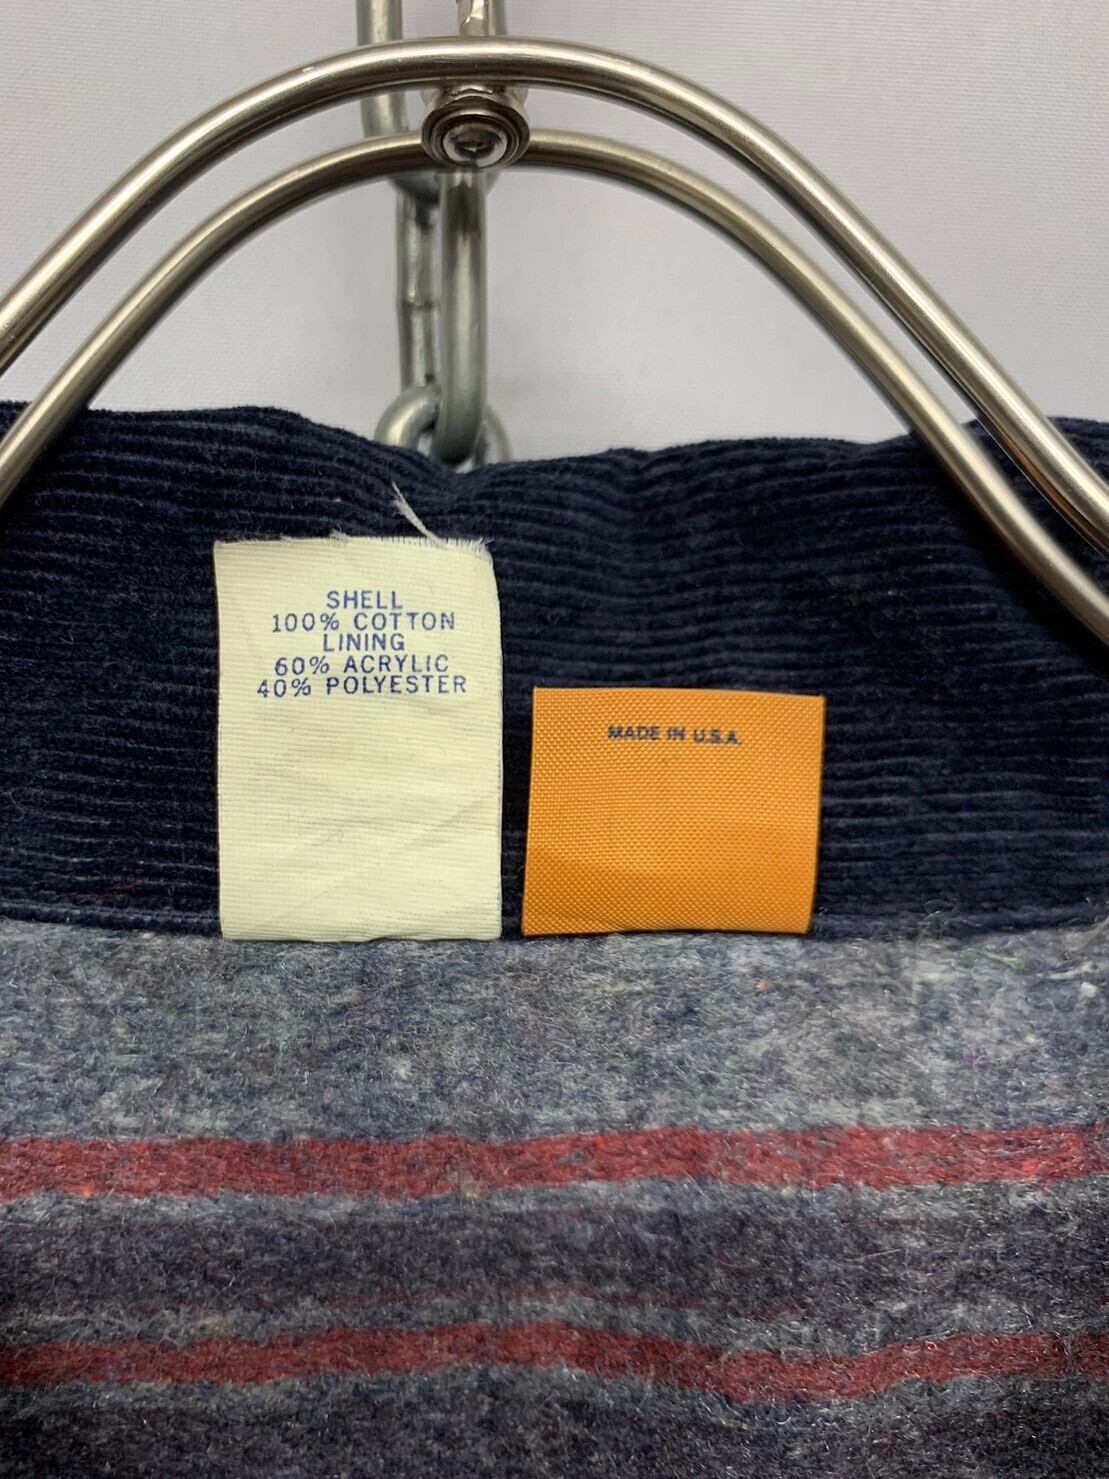 SHELL
100% COTTON
LINING
60% ACRYLIC
40% POLYESTER
MADE IN U.S.A.